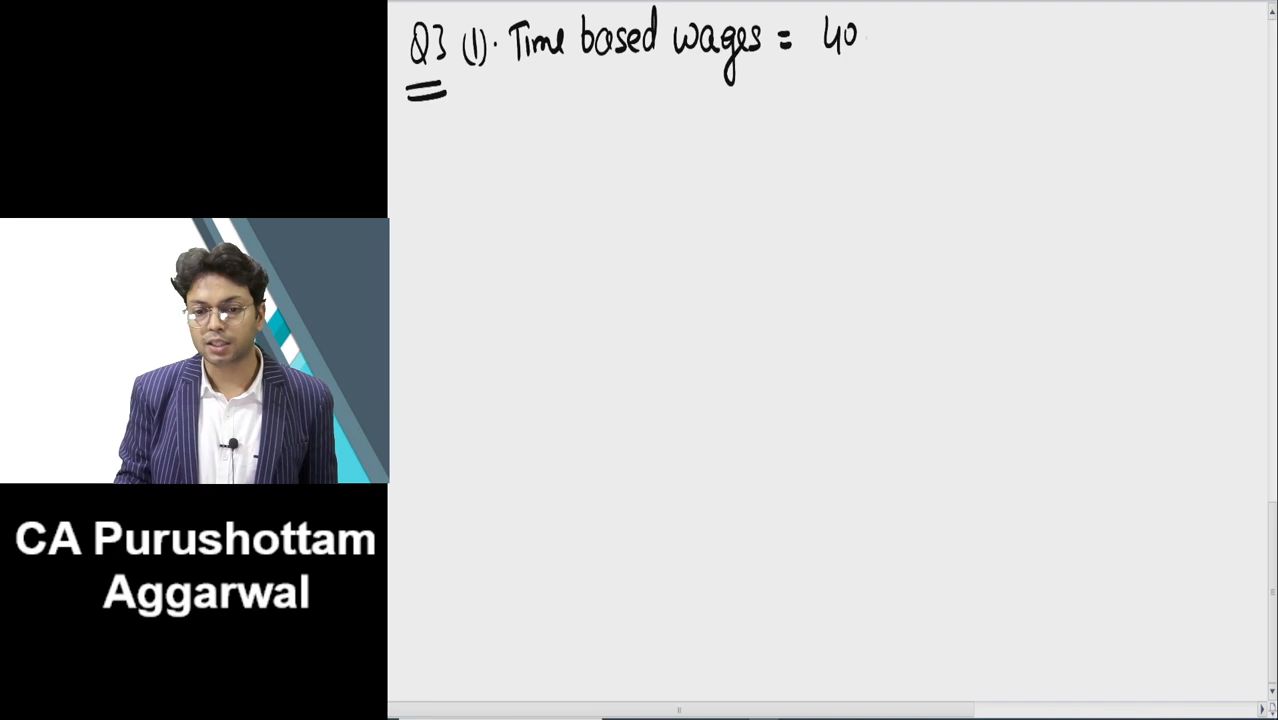 Q3 (1). Time based wages = 40
CA Purushottam
Aggarwal